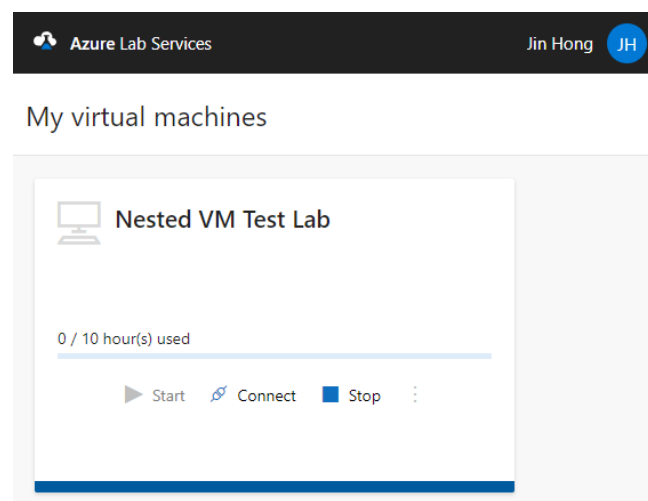 Azure Lab Services
Jin Hong JH
My virtual machines
Nested VM Test Lab
0 / 10 hour(s) used
Start Connect Stop